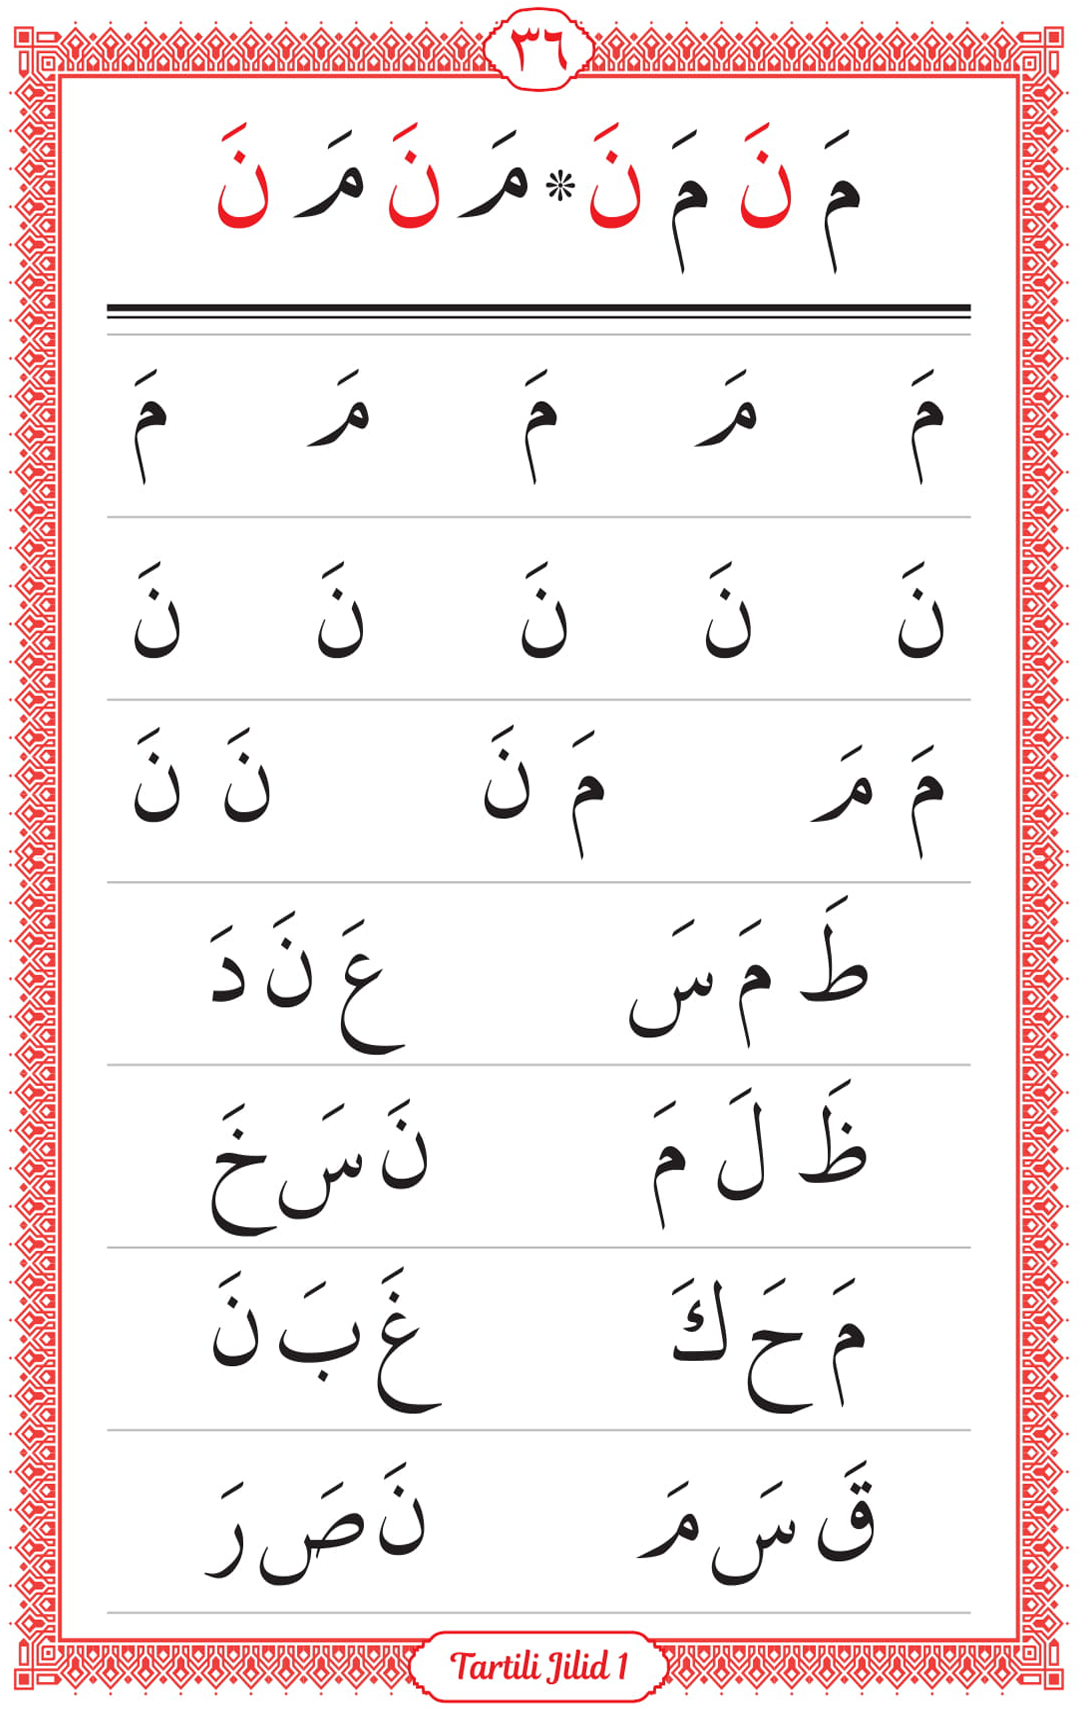 ٣٦
مَ نَ مَ نَ * مَ نَ مَ نَ
مَ مَ مَ مَ مَ
نَ نَ نَ نَ نَ
مَ مَ مَ نَ نَ نَ
طَ مَ سَ عَ نَ دَ
ظَ لَ مَ نَ سَ خَ
مَ حَ كَ غَ بَ نَ
قَ سَ مَ نَ صَ رَ
Tartili Jilid 1